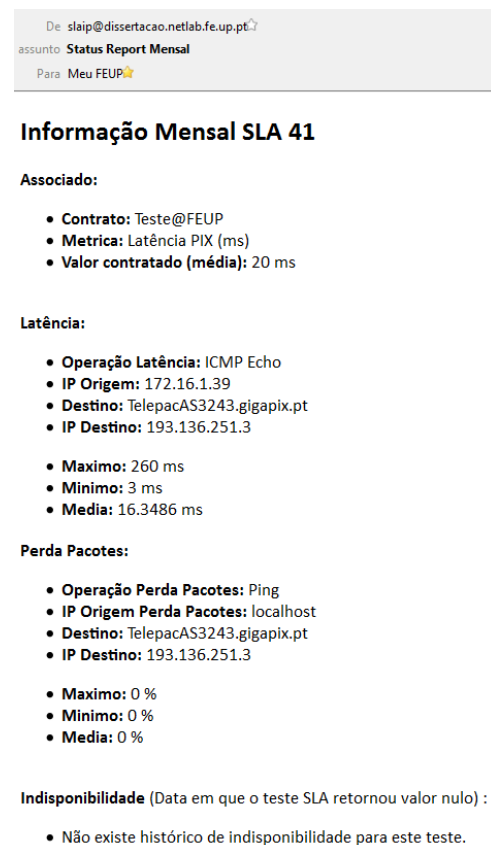 De slaip@dissertacao.netlab.fe.up.pt
assunto Status Report Mensal
Para Meu FEUP
Informação Mensal SLA 41
Associado:
• Contrato: Teste@FEUP
• Metrica: Latência PIX (ms)
• Valor contratado (média): 20 ms
Latência:
• Operação Latência: ICMP Echo
• IP Origem: 172.16.1.39
• Destino: TelepacAS3243.gigapix.pt
• IP Destino: 193.136.251.3
• Maximo: 260 ms
• Minimo: 3 ms
• Media: 16.3486 ms
Perda Pacotes:
• Operação Perda Pacotes: Ping
• IP Origem Perda Pacotes: localhost
• Destino: TelepacAS3243.gigapix.pt
• IP Destino: 193.136.251.3
• Maximo: 0 %
• Minimo: 0 %
• Media: 0 %
Indisponibilidade (Data em que o teste SLA retornou valor nulo) :
• Não existe histórico de indisponibilidade para este teste.